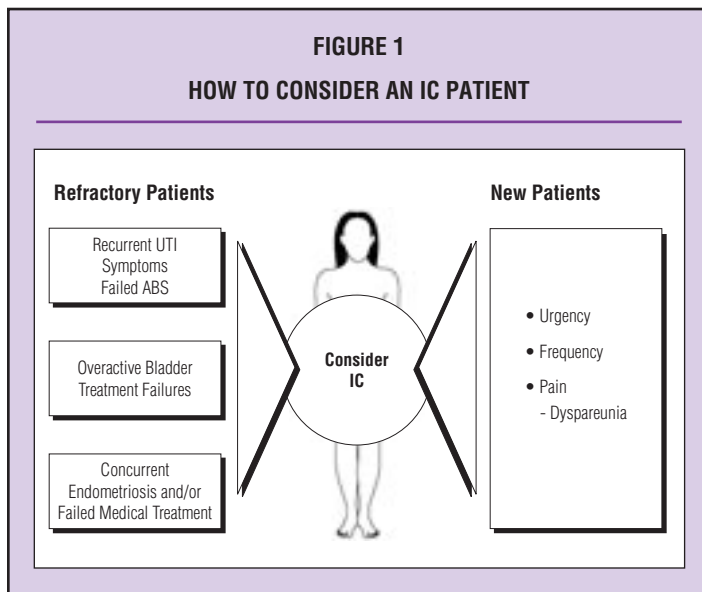 FIGURE 1
HOW TO CONSIDER AN IC PATIENT
Refractory Patients
Recurrent UTI
Symptoms
Failed ABS
Overactive Bladder
Treatment Failures
Concurrent
Endometriosis and/or
Failed Medical Treatment
Consider
IC
New Patients
• Urgency
• Frequency
• Pain
- Dyspareunia